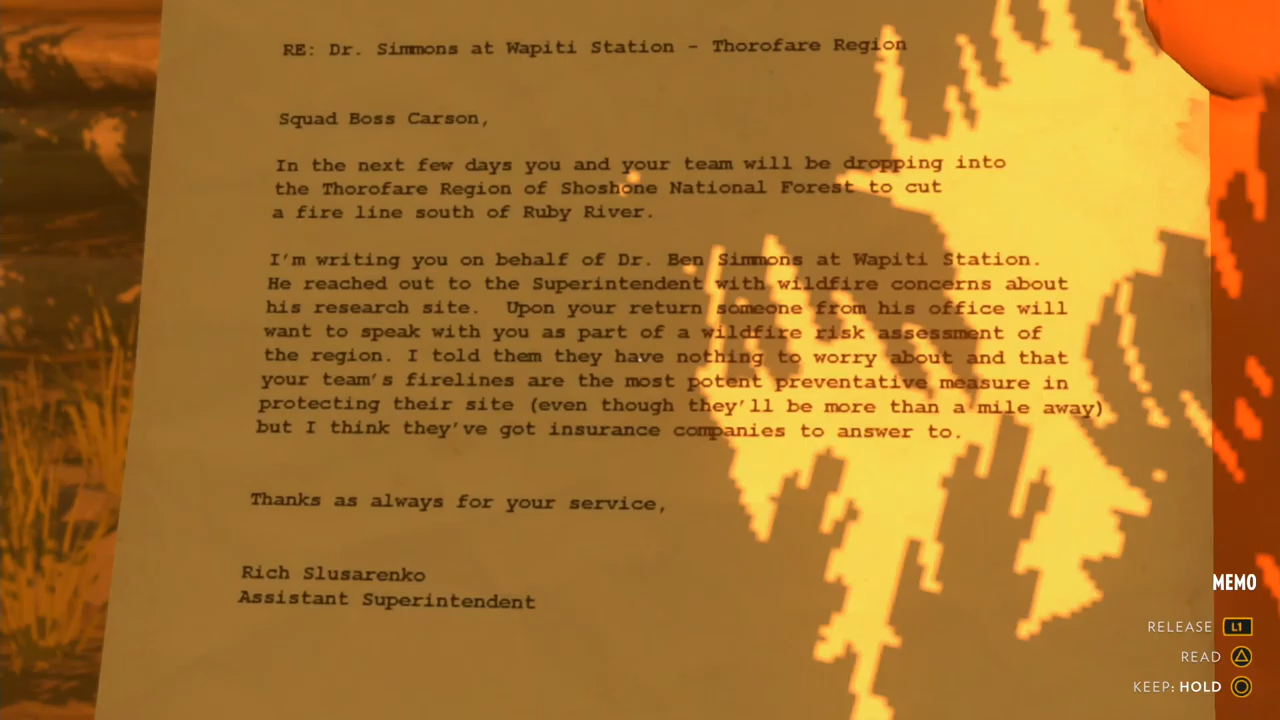 RE: Dr. Simmons at Wapiti Station - Thorofare Region
Squad Boss Carson,
In the next few days you and your team will be dropping into
the Thorofare Region of Shoshone National Forest to cut
a fire line south of Ruby River.
I'm writing you on behalf of Dr. Ben Simmons at Wapiti Station.
He reached out to the Superintendent with wildfire concerns about
his research site.  Upon your return someone from his office will
want to speak with you as part of a wildfire risk assessment of
the region. I told them they have nothing to worry about and that
your team's firelines are the most potent preventative measure in
protecting their site (even though they'll be more than a mile away)
but I think they've got insurance companies to answer to.
Thanks as always for your service,
Rich Slusarenko
Assistant Superintendent
MEMO
RELEASE L1
READ
KEEP: HOLD